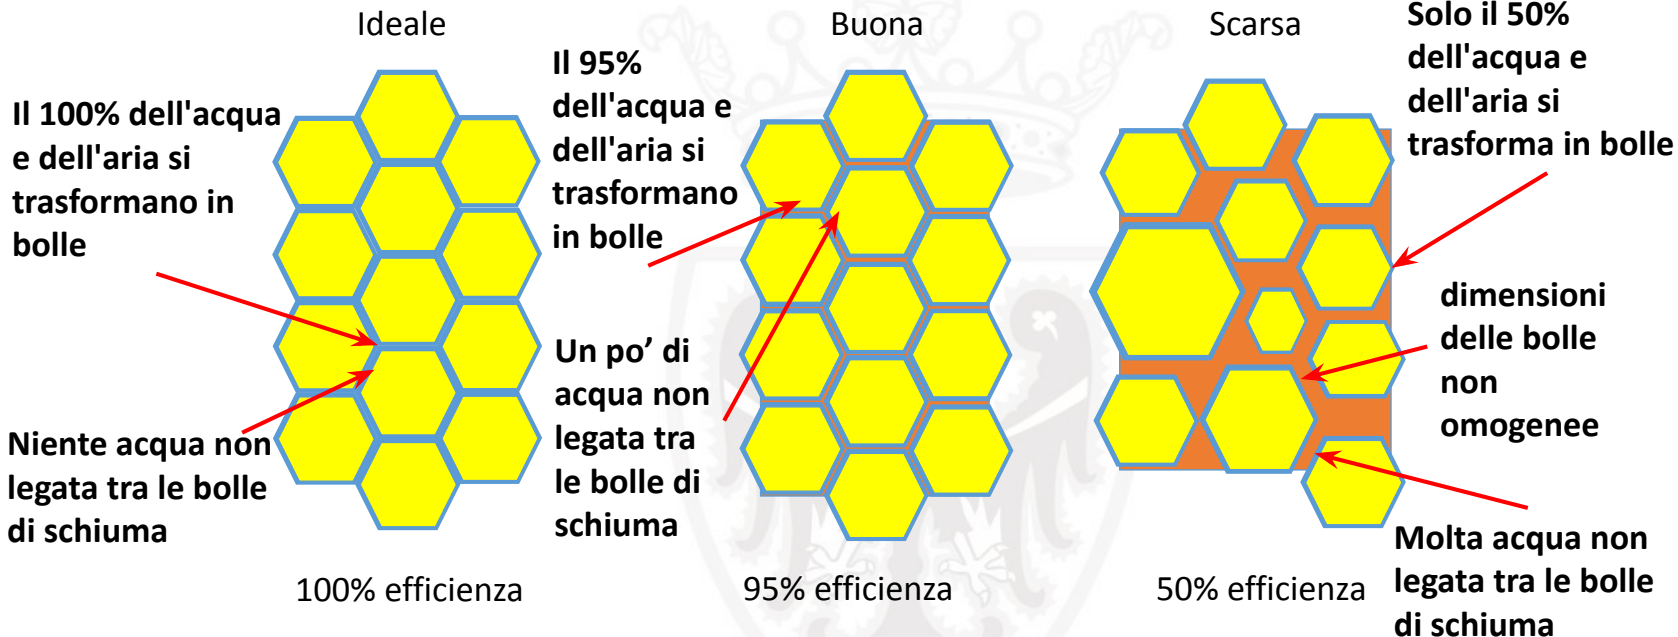 Ideale
Il 100% dell'acqua
e dell'aria si
trasformano in
bolle
Niente acqua non
legata tra le bolle
di schiuma
100% efficienza
Buona
Il 95%
dell'acqua e
dell'aria si
trasformano
in bolle
Un po’ di
acqua non
legata tra
le bolle di
schiuma
95% efficienza
Scarsa
Solo il 50%
dell'acqua e
dell'aria si
trasforma in bolle
dimensioni
delle bolle
non
omogenee
Molta acqua non
legata tra le bolle
di schiuma
50% efficienza